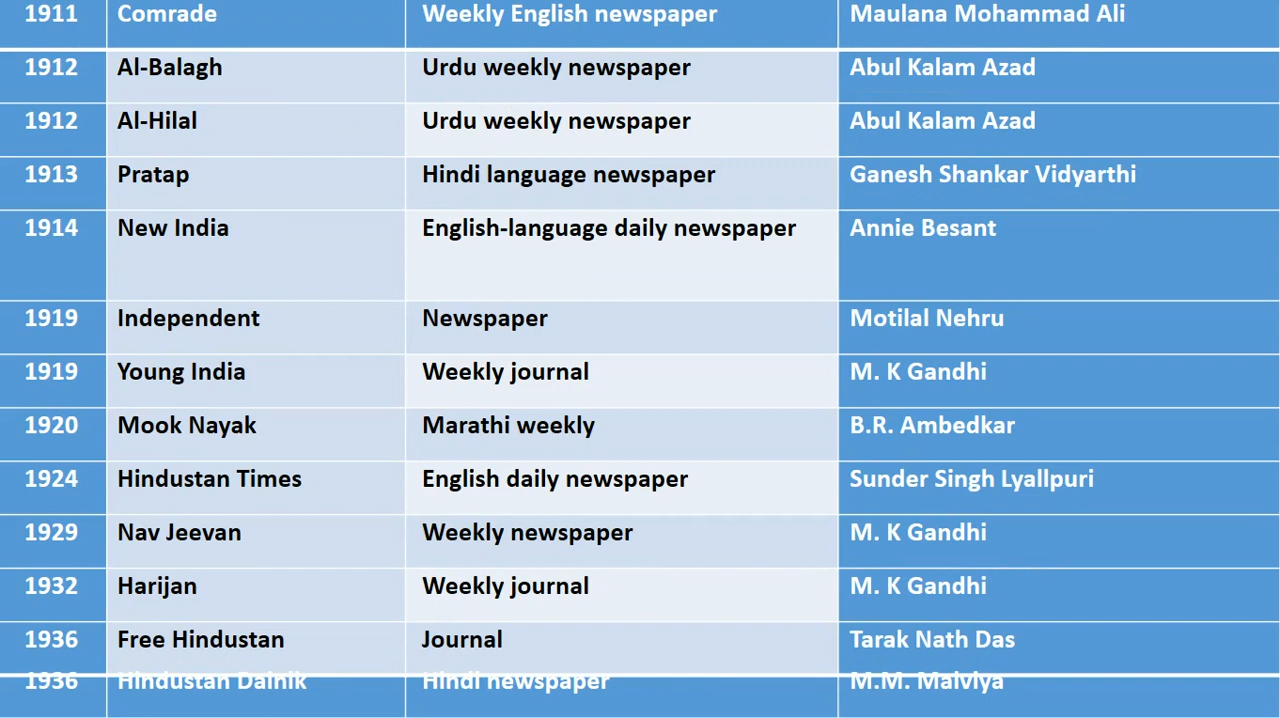 1911 Comrade Weekly English newspaper Maulana Mohammad Ali
1912 Al-Balagh Urdu weekly newspaper Abul Kalam Azad
1912 Al-Hilal Urdu weekly newspaper Abul Kalam Azad
1913 Pratap Hindi language newspaper Ganesh Shankar Vidyarthi
1914 New India English-language daily newspaper Annie Besant
1919 Independent Newspaper Motilal Nehru
1919 Young India Weekly journal M. K Gandhi
1920 Mook Nayak Marathi weekly B.R. Ambedkar
1924 Hindustan Times English daily newspaper Sunder Singh Lyallpuri
1929 Nav Jeevan Weekly newspaper M. K Gandhi
1932 Harijan Weekly journal M. K Gandhi
1936 Free Hindustan Journal Tarak Nath Das
1936 Hindustan Dainik Hindi newspaper M.M. Malviya